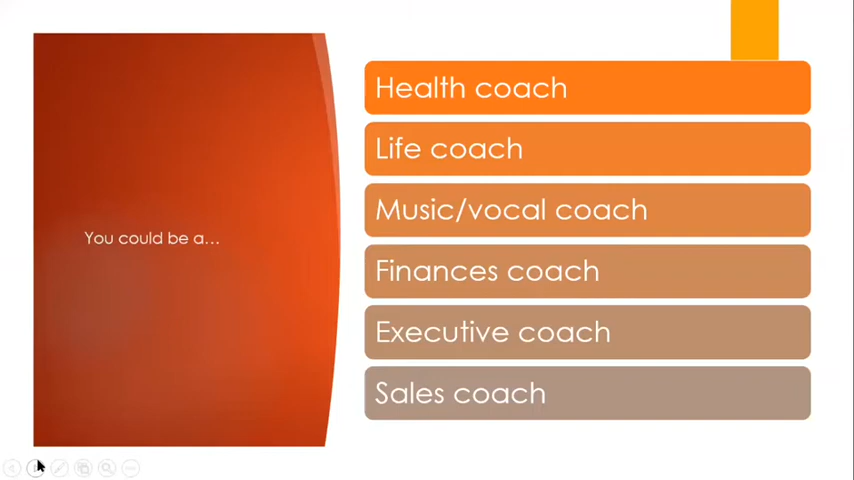 You could be a...
Health coach
Life coach
Music/vocal coach
Finances coach
Executive coach
Sales coach